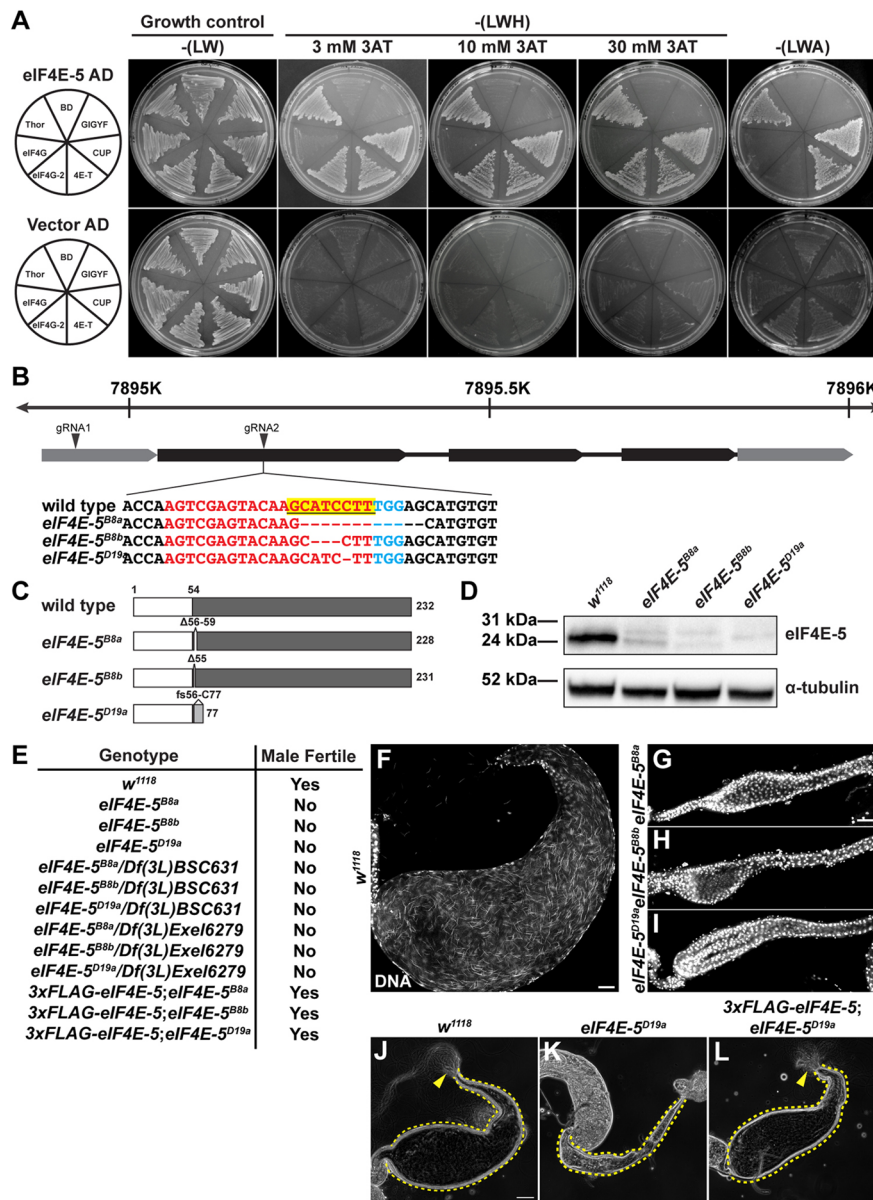 A
Growth control
-(LWH)
-(LW)
3 mM 3AT
10 mM 3AT
30 mM 3AT
-(LWA)
eIF4E-5 AD
BD
Thor
GIGYF
eIF4G
CUP
eIF4G-2
4E-T
Vector AD
BD
Thor
GIGYF
eIF4G
CUP
eIF4G-2
4E-T
B
7895K
7895.5K
7896K
gRNA1
gRNA2
wild type ACCAAGTCGAGTACAAGCATCCTTTGGAGCATGTGT
eIF4E-5B8a ACCAAGTCGAGTACAAG-------------CATGTGT
eIF4E-5B8b ACCAAGTCGAGTACAAGC---CTTTGGAGCATGTGT
eIF4E-5D19a ACCAAGTCGAGTACAAGCATC-TTTGGAGCATGTGT
C
1
54
wild type
232
Δ56-59
eIF4E-5B8a
228
Δ55
eIF4E-5B8b
231
fs56-C77
eIF4E-5D19a
77
D
w1118
eIF4E-5B8a
eIF4E-5B8b
eIF4E-5D19a
31 kDa
24 kDa
eIF4E-5
52 kDa
α-tubulin
E
Genotype Male Fertile
w1118 Yes
eIF4E-5B8a No
eIF4E-5B8b No
eIF4E-5D19a No
eIF4E-5B8a/Df(3L)BSC631 No
eIF4E-5B8b/Df(3L)BSC631 No
eIF4E-5D19a/Df(3L)BSC631 No
eIF4E-5B8a/Df(3L)Exel6279 No
eIF4E-5B8b/Df(3L)Exel6279 No
eIF4E-5D19a/Df(3L)Exel6279 No
3xFLAG-eIF4E-5;eIF4E-5B8a Yes
3xFLAG-eIF4E-5;eIF4E-5B8b Yes
3xFLAG-eIF4E-5;eIF4E-5D19a Yes
F
w1118
DNA
G
eIF4E-5B8a
H
eIF4E-5B8b
I
eIF4E-5D19a
w1118
eIF4E-5D19a
3xFLAG-eIF4E-5;
eIF4E-5D19a
J
K
L